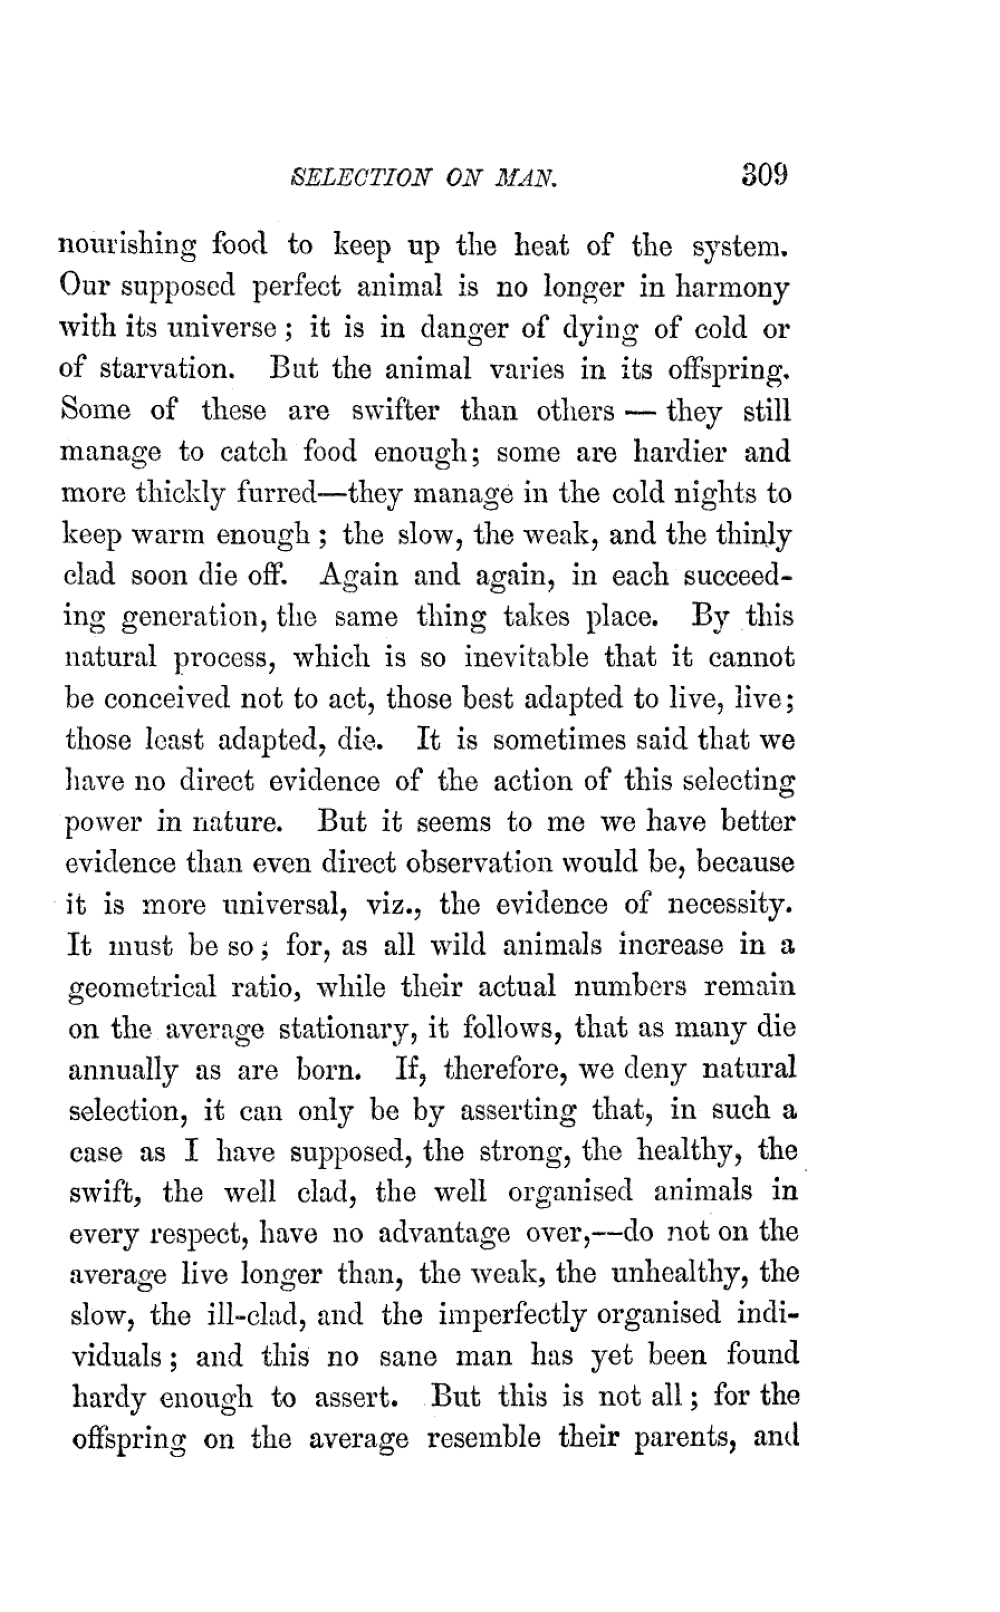 SELECTION ON MAN. 309
nourishing food to keep up the heat of the system.
Our supposed perfect animal is no longer in harmony
with its universe ; it is in danger of dying of cold or
of starvation. But the animal varies in its offspring.
Some of these are swifter than others — they still
manage to catch food enough; some are hardier and
more thickly furred—they manage in the cold nights to
keep warm enough ; the slow, the weak, and the thinly
clad soon die off. Again and again, in each succeed-
ing generation, the same thing takes place. By this
natural process, which is so inevitable that it cannot
be conceived not to act, those best adapted to live, live;
those least adapted, die. It is sometimes said that we
have no direct evidence of the action of this selecting
power in nature. But it seems to me we have better
evidence than even direct observation would be, because
it is more universal, viz., the evidence of necessity.
It must be so ; for, as all wild animals increase in a
geometrical ratio, while their actual numbers remain
on the average stationary, it follows, that as many die
annually as are born. If, therefore, we deny natural
selection, it can only be by asserting that, in such a
case as I have supposed, the strong, the healthy, the
swift, the well clad, the well organised animals in
every respect, have no advantage over,—do not on the
average live longer than, the weak, the unhealthy, the
slow, the ill-clad, and the imperfectly organised indi-
viduals ; and this no sane man has yet been found
hardy enough to assert. But this is not all ; for the
offspring on the average resemble their parents, and